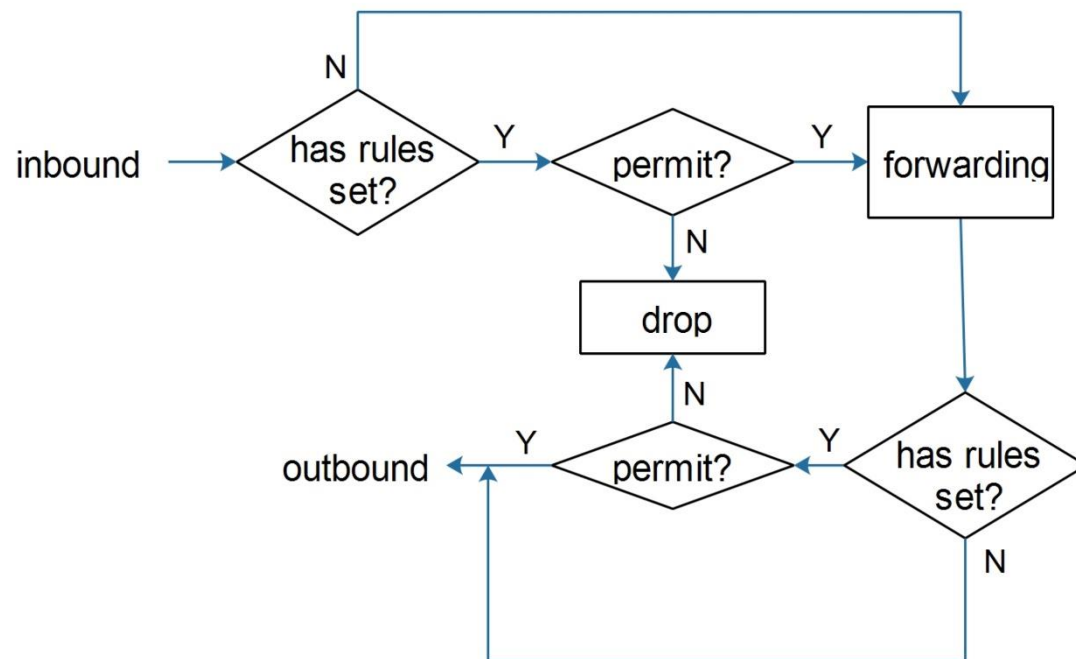 N
inbound
has rules
set?
Y
permit?
Y
forwarding
N
drop
N
outbound
Y
permit?
Y
has rules
set?
N